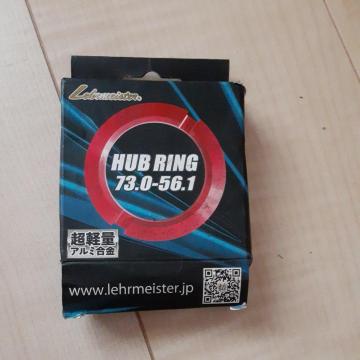 Lehrmeister
HUB RING
73.0-56.1
超軽量
アルミ合金
www.lehrmeister.jp